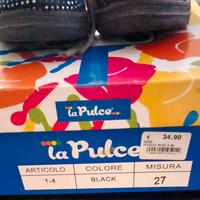 la Pulce
la Pulce
€ 34,90
ARTICOLO COLORE MISURA
1-4 BLACK 27